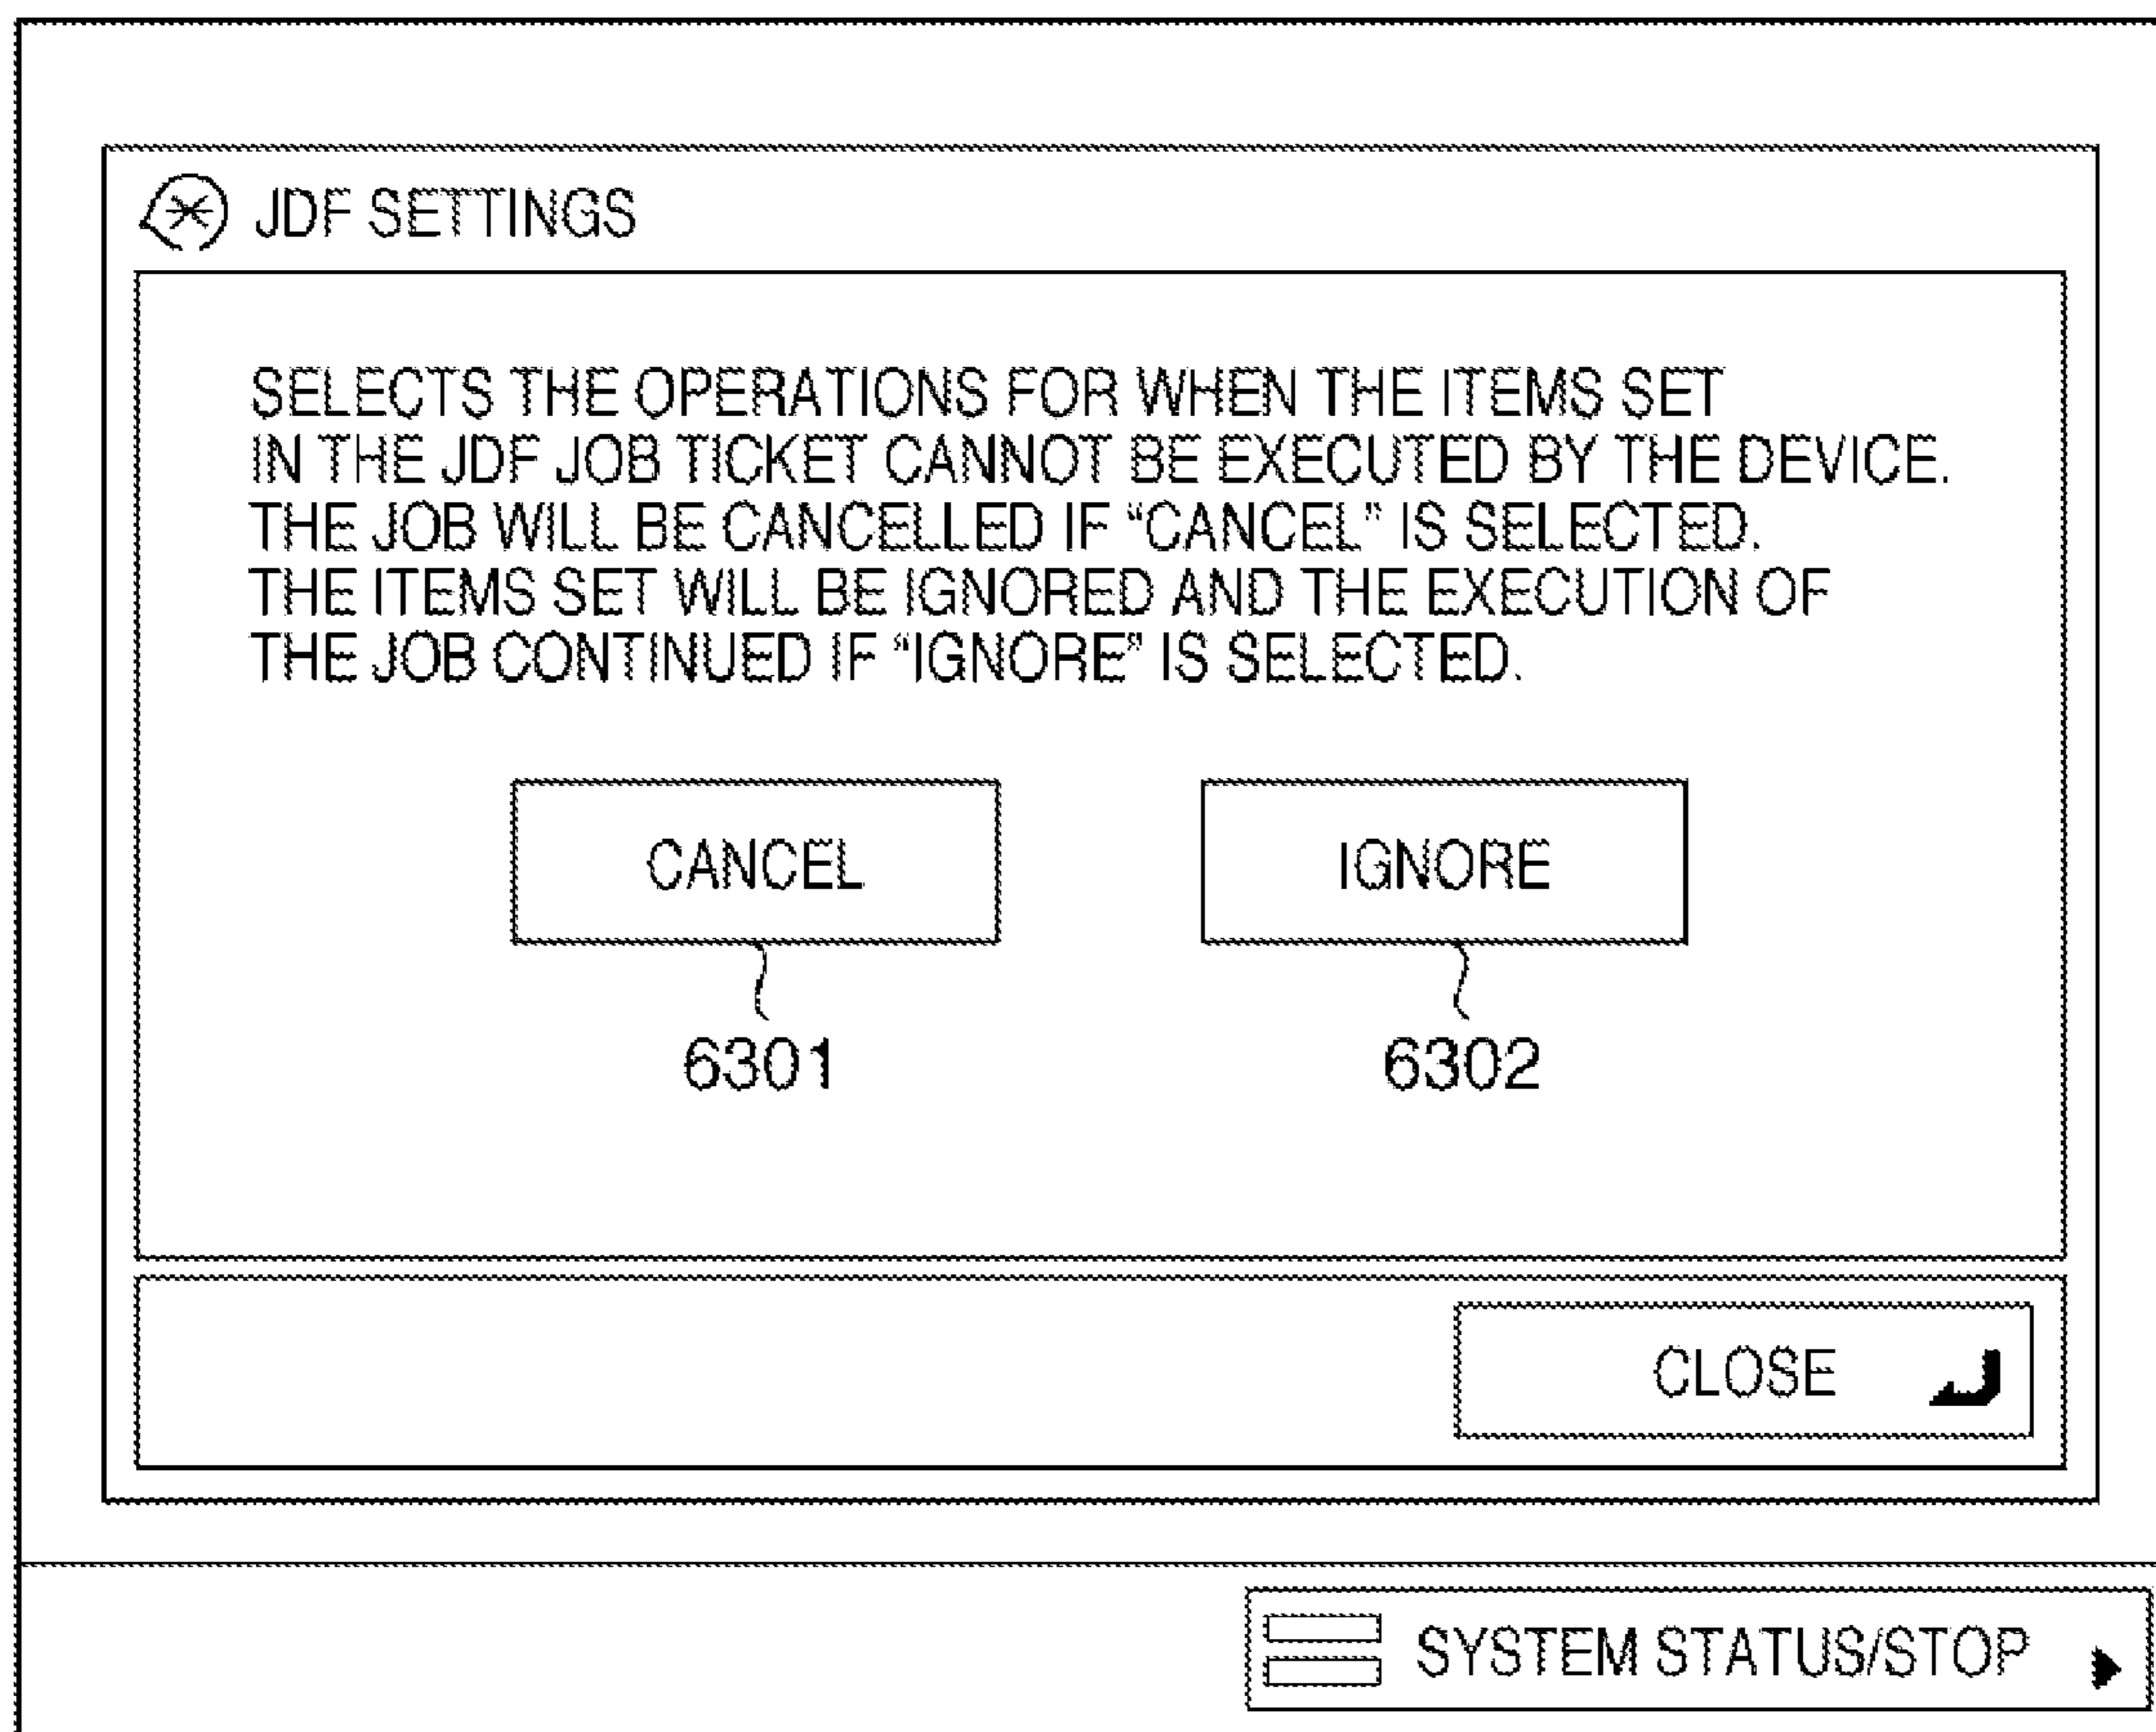 JDF SETTINGS
SELECTS THE OPERATIONS FOR WHEN THE ITEMS SET
IN THE JDF JOB TICKET CANNOT BE EXECUTED BY THE DEVICE.
THE JOB WILL BE CANCELLED IF “CANCEL” IS SELECTED.
THE ITEMS SET WILL BE IGNORED AND THE EXECUTION OF
THE JOB CONTINUED IF “IGNORE” IS SELECTED.
CANCEL IGNORE
6301 6302
CLOSE
SYSTEM STATUS/STOP